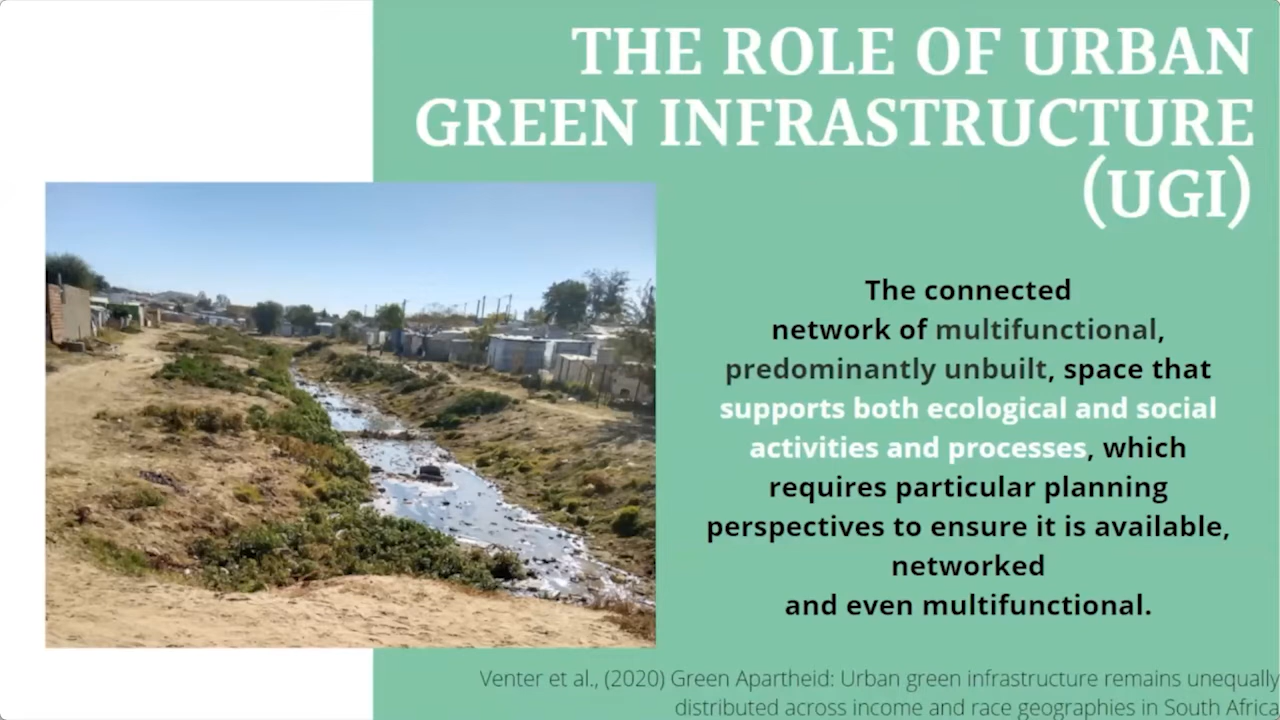 THE ROLE OF URBAN
GREEN INFRASTRUCTURE
(UGI)
The connected
network of multifunctional,
predominantly unbuilt, space that
supports both ecological and social
activities and processes, which
requires particular planning
perspectives to ensure it is available,
networked
and even multifunctional.
Venter et al., (2020) Green Apartheid: Urban green infrastructure remains unequally
distributed across income and race geographies in South Africa